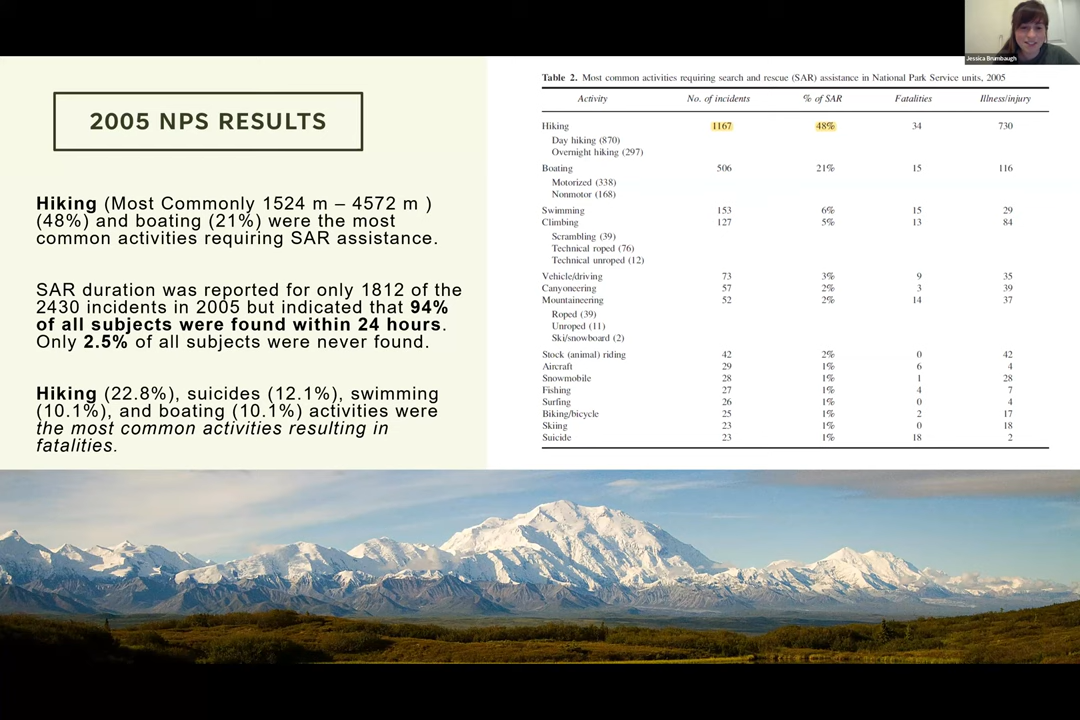 Jessica Brumbaugh
2005 NPS RESULTS
Hiking (Most Commonly 1524 m – 4572 m )
(48%) and boating (21%) were the most
common activities requiring SAR assistance.
SAR duration was reported for only 1812 of the
2430 incidents in 2005 but indicated that 94%
of all subjects were found within 24 hours.
Only 2.5% of all subjects were never found.
Hiking (22.8%), suicides (12.1%), swimming
(10.1%), and boating (10.1%) activities were
the most common activities resulting in
fatalities.
Table 2. Most common activities requiring search and rescue (SAR) assistance in National Park Service units, 2005
Activity No. of incidents % of SAR Fatalities Illness/injury
Hiking 1167 48% 34 730
Day hiking (870)
Overnight hiking (297)
Boating 506 21% 15 116
Motorized (338)
Nonmotor (168)
Swimming 153 6% 15 29
Climbing 127 5% 13 84
Scrambling (39)
Technical roped (76)
Technical unroped (12)
Vehicle/driving 73 3% 9 35
Canyoneering 57 2% 3 39
Mountaineering 52 2% 14 37
Roped (39)
Unroped (11)
Ski/snowboard (2)
Stock (animal) riding 42 2% 0 42
Aircraft 29 1% 6 4
Snowmobile 28 1% 1 28
Fishing 27 1% 4 7
Surfing 26 1% 0 4
Biking/bicycle 25 1% 2 17
Skiing 23 1% 0 18
Suicide 23 1% 18 2